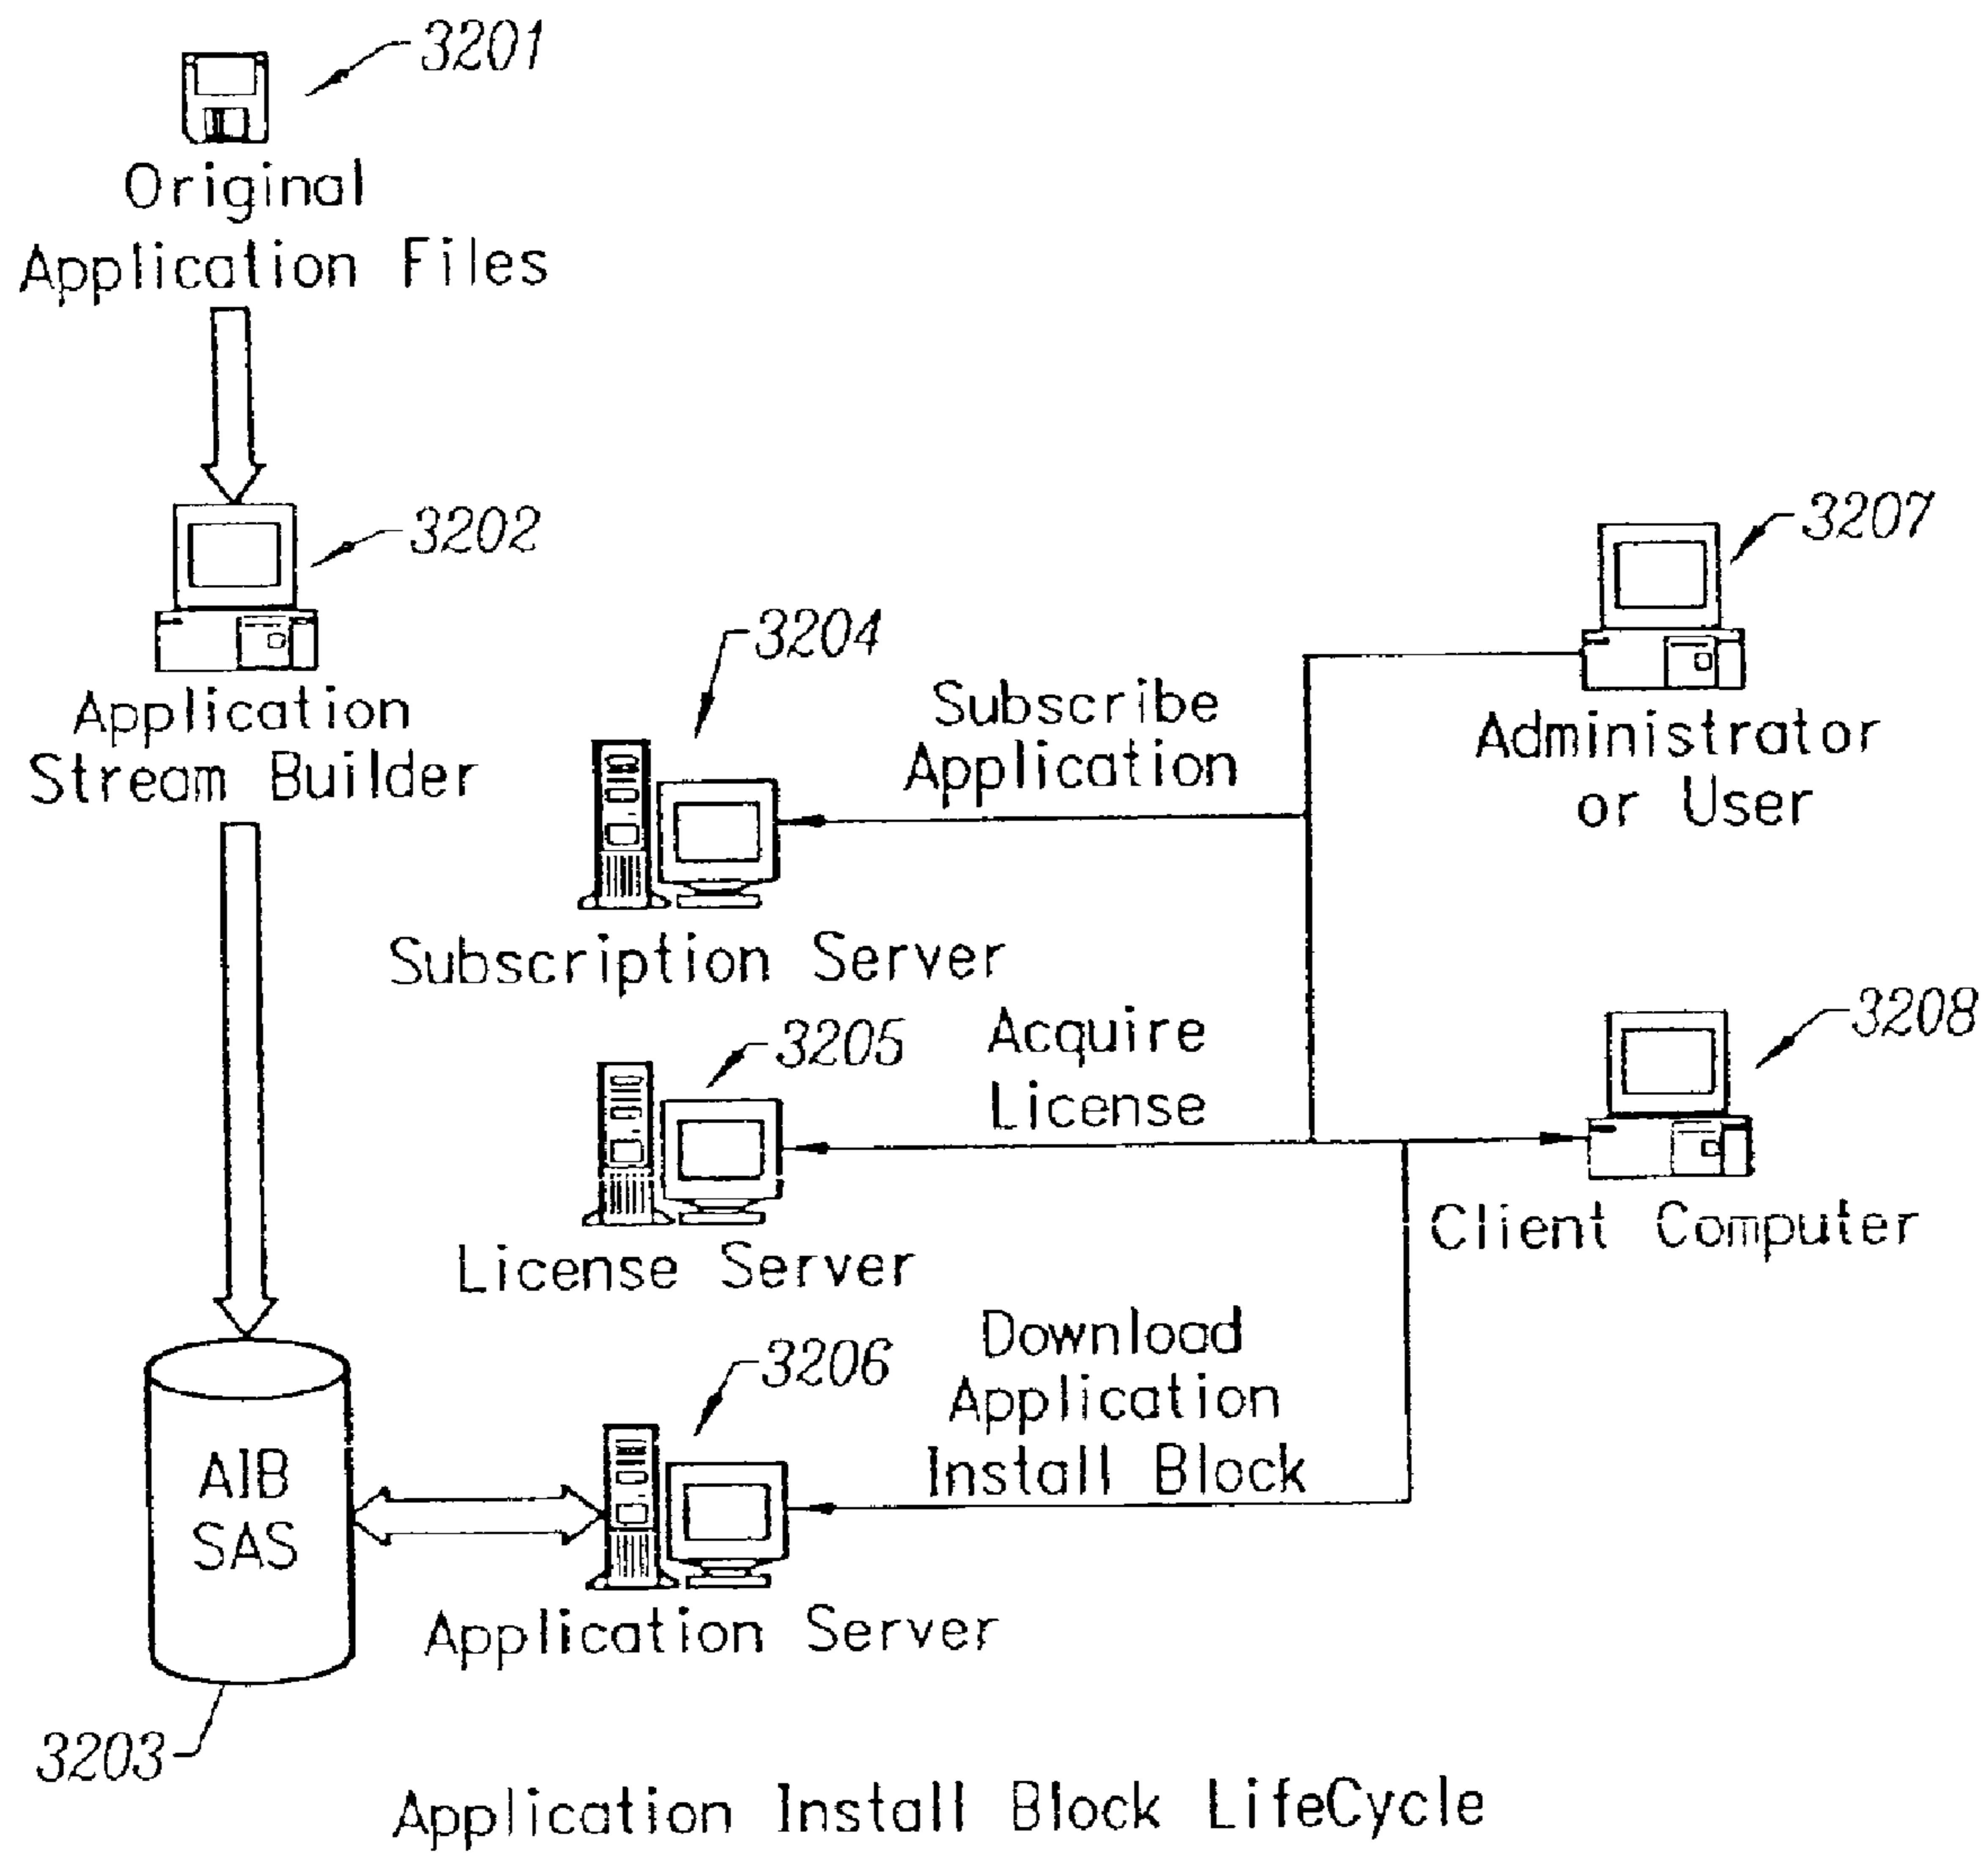 3201
Original
Application Files
3202
Application
Stream Builder
3204
Subscribe
Application
3207
Administrator
or User
Subscription Server
3205
Acquire
License
3208
Client Computer
License Server
3206
Download
Application
Install Block
AIB
SAS
Application Server
3203
Application Install Block LifeCycle